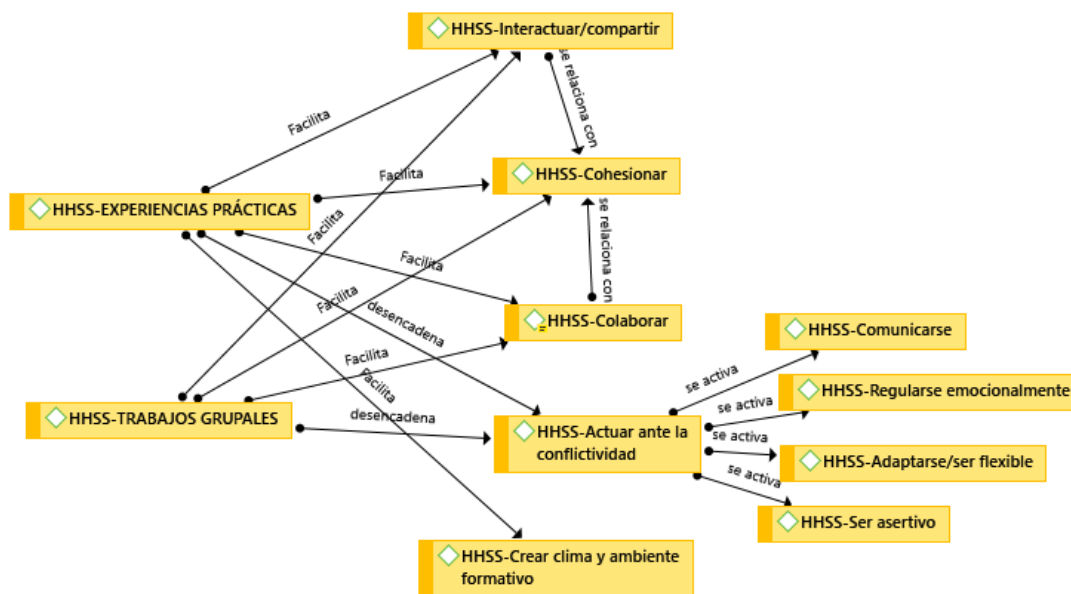 HHSS-Interactuar/compartir
se relaciona con
Facilita
HHSS-Cohesionar
Facilita
HHSS-EXPERIENCIAS PRÁCTICAS
Facilita
se relaciona con
Facilita
Facilita
desencadena
HHSS-Colaborar
HHSS-Comunicarse
Facilita
Facilita
se activa
HHSS-Regularse emocionalmente
HHSS-TRABAJOS GRUPALES
desencadena
se activa
HHSS-Actuar ante la
conflictividad
se activa
HHSS-Adaptarse/ser flexible
se activa
HHSS-Ser asertivo
HHSS-Crear clima y ambiente
formativo